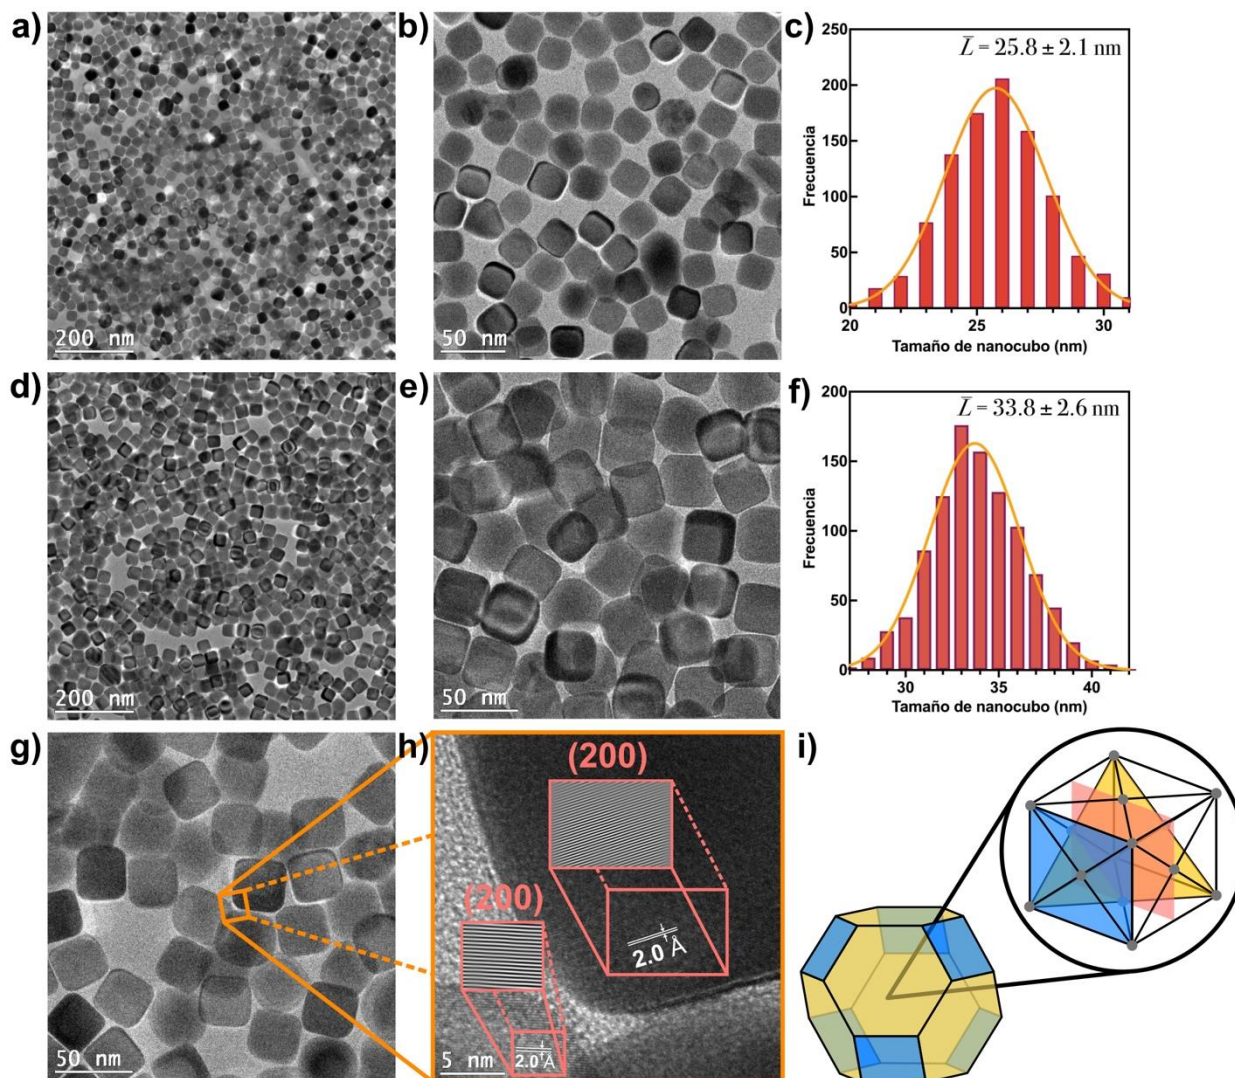 a)
200 nm
b)
50 nm
c)
L̅ = 25.8 ± 2.1 nm
Frecuencia
250
200
150
100
50
0
20
25
30
Tamaño de nanocubo (nm)
d)
200 nm
e)
50 nm
f)
L̅ = 33.8 ± 2.6 nm
Frecuencia
200
150
100
50
0
30
35
40
Tamaño de nanocubo (nm)
g)
50 nm
h)
(200)
(200)
2.0 Å
2.0 Å
5 nm
i)